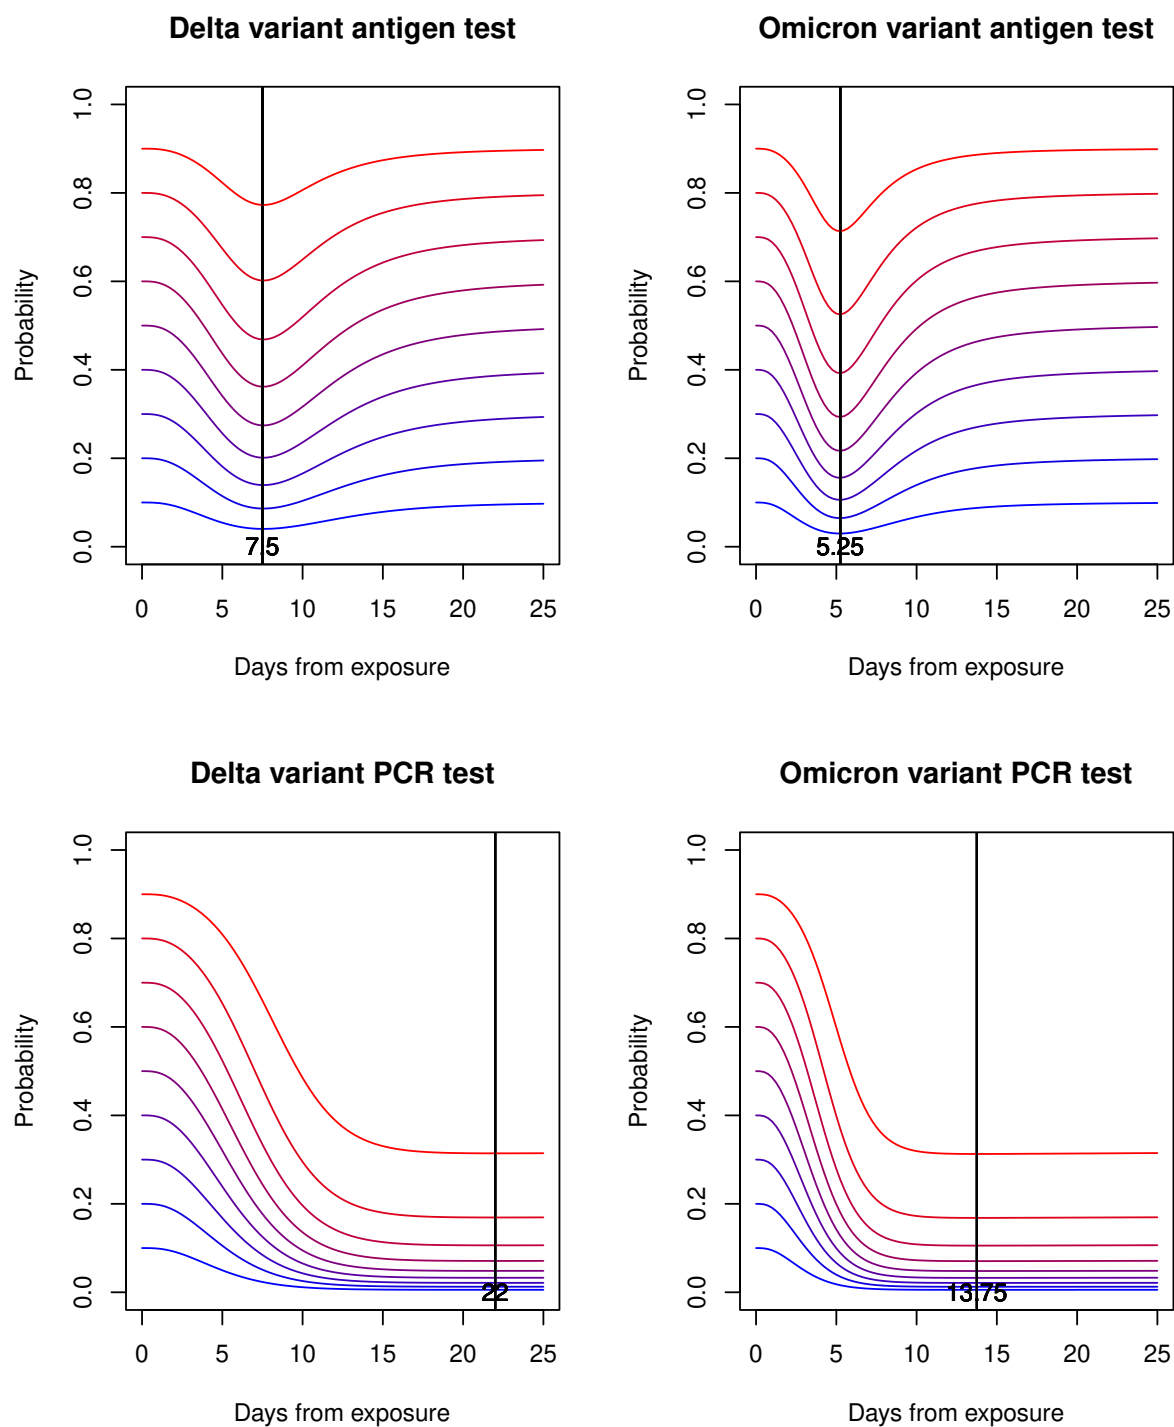 Delta variant antigen test
Probability
1.0
0.8
0.6
0.4
0.2
0.0
7.5
0 5 10 15 20 25
Days from exposure
Omicron variant antigen test
Probability
1.0
0.8
0.6
0.4
0.2
0.0
5.25
0 5 10 15 20 25
Days from exposure
Delta variant PCR test
Probability
1.0
0.8
0.6
0.4
0.2
0.0
22
0 5 10 15 20 25
Days from exposure
Omicron variant PCR test
Probability
1.0
0.8
0.6
0.4
0.2
0.0
13.75
0 5 10 15 20 25
Days from exposure